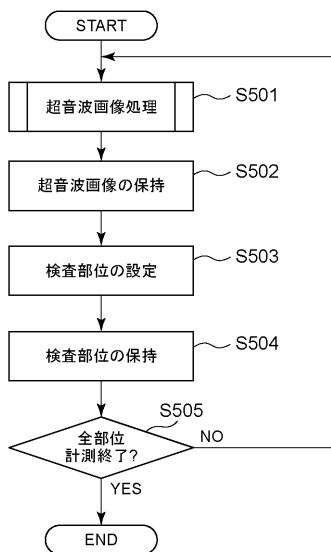 START
超音波画像処理
S501
超音波画像の保持
S502
検査部位の設定
S503
検査部位の保持
S504
S505
全部位
計測終了?
NO
YES
END